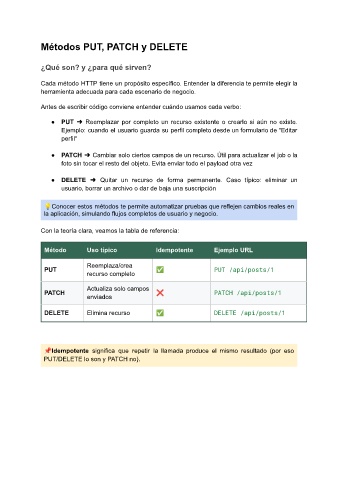 Métodos PUT, PATCH y DELETE
¿Qué son? y ¿para qué sirven?
Cada método HTTP tiene un propósito específico. Entender la diferencia te permite elegir la
herramienta adecuada para cada escenario de negocio.
Antes de escribir código conviene entender cuándo usamos cada verbo:
● PUT ➜ Reemplazar por completo un recurso existente o crearlo si aún no existe.
Ejemplo: cuando el usuario guarda su perfil completo desde un formulario de "Editar
perfil"
● PATCH ➜ Cambiar solo ciertos campos de un recurso. Útil para actualizar el job o la
foto sin tocar el resto del objeto. Evita enviar todo el payload otra vez
● DELETE ➜ Quitar un recurso de forma permanente. Caso típico: eliminar un
usuario, borrar un archivo o dar de baja una suscripción
💡Conocer estos métodos te permite automatizar pruebas que reflejen cambios reales en
la aplicación, simulando flujos completos de usuario y negocio.
Con la teoría clara, veamos la tabla de referencia:
Método Uso típico Idempotente Ejemplo URL
PUT Reemplaza/crea
recurso completo ✅ PUT /api/posts/1
PATCH Actualiza solo campos
enviados ❌ PATCH /api/posts/1
DELETE Elimina recurso ✅ DELETE /api/posts/1
📌Idempotente significa que repetir la llamada produce el mismo resultado (por eso
PUT/DELETE lo son y PATCH no).